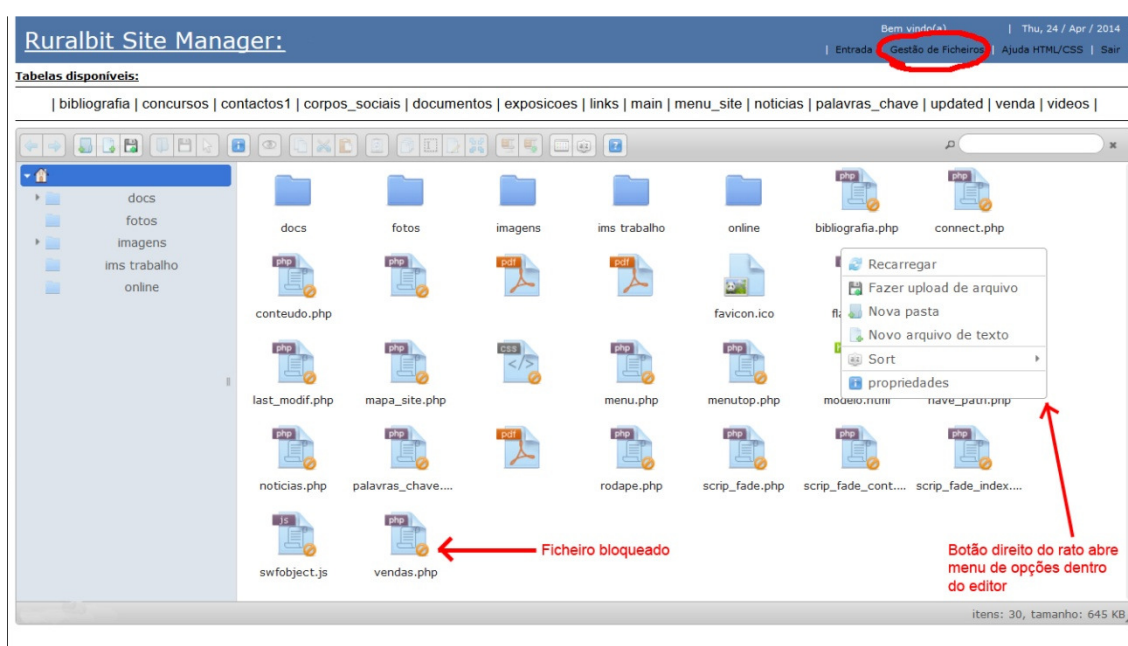 Ruralbit Site Manager:
Bem vindo(a) | Thu, 24 / Apr / 2014
| Entrada | Gestão de Ficheiros | Ajuda HTML/CSS | Sair
Tabelas disponíveis:
| bibliografia | concursos | contactos1 | corpos_sociais | documentos | exposicoes | links | main | menu_site | noticias | palavras_chave | updated | venda | videos |
docs
fotos
imagens
ims trabalho
online
docs fotos imagens ims trabalho online bibliografia.php connect.php
conteudo.php favicon.ico
Recarregar
Fazer upload de arquivo
Nova pasta
Novo arquivo de texto
Sort
propriedades
last_modif.php mapa_site.php menu.php menutop.php modelo.html nave_path.php
noticias.php palavras_chave.... rodape.php scrip_fade.php scrip_fade_cont.... scrip_fade_index....
swfobject.js vendas.php
Ficheiro bloqueado
Botão direito do rato abre
menu de opções dentro
do editor
itens: 30, tamanho: 645 KB